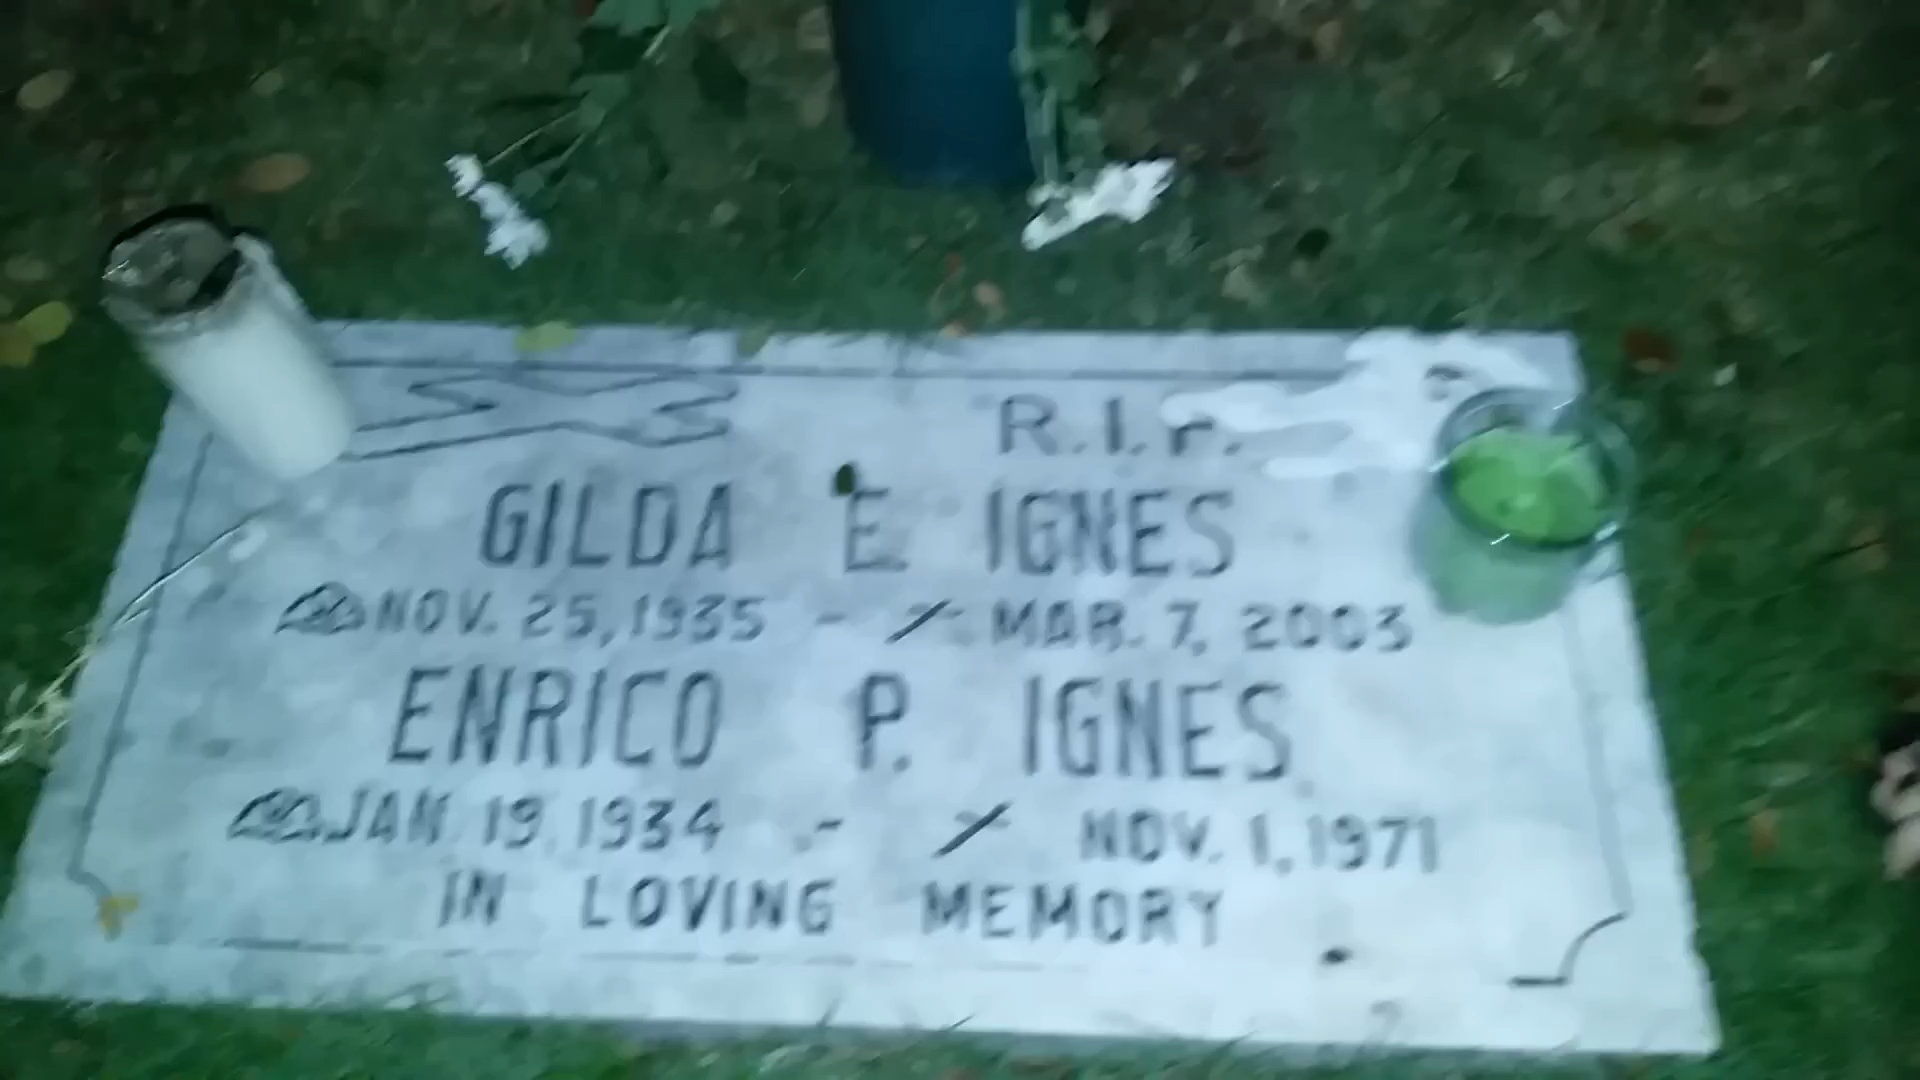 R.I.P.
GILDA E. IGNES
NOV. 25, 1935 - MAR. 7, 2003
ENRICO P. IGNES
JAN. 19, 1934 - NOV. 1, 1971
IN LOVING MEMORY